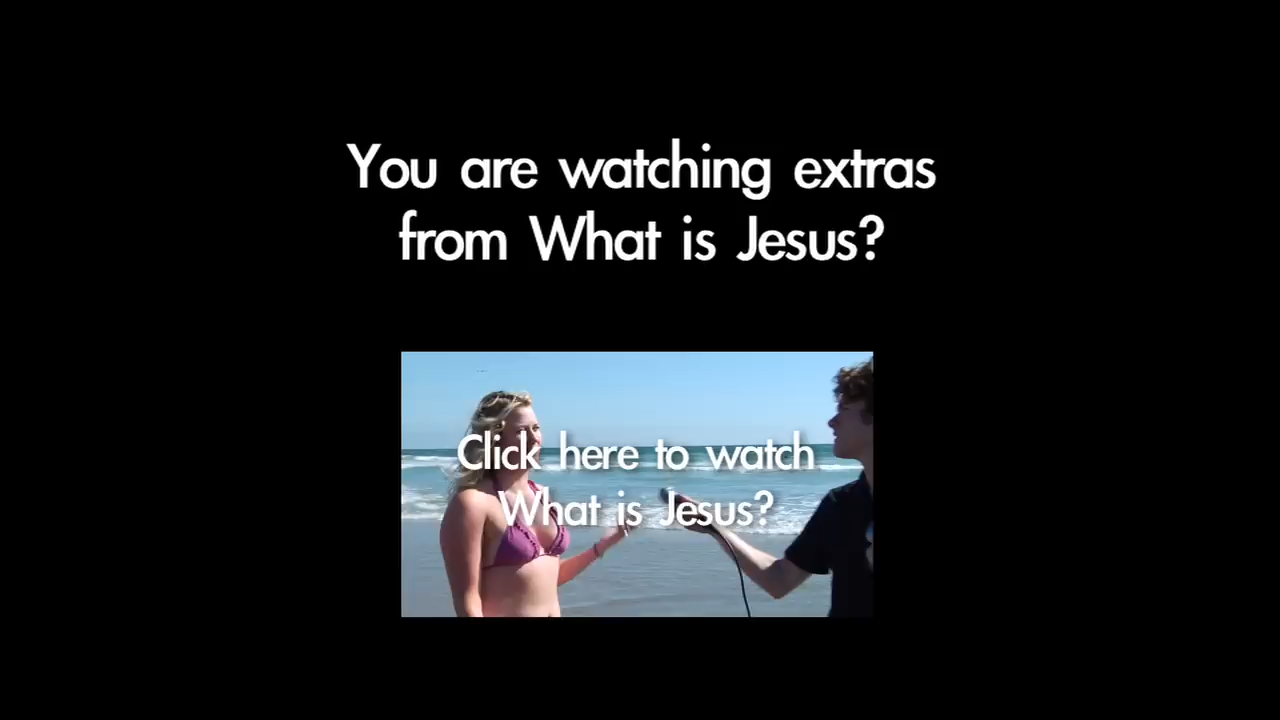 You are watching extras
from What is Jesus?
Click here to watch
What is Jesus?